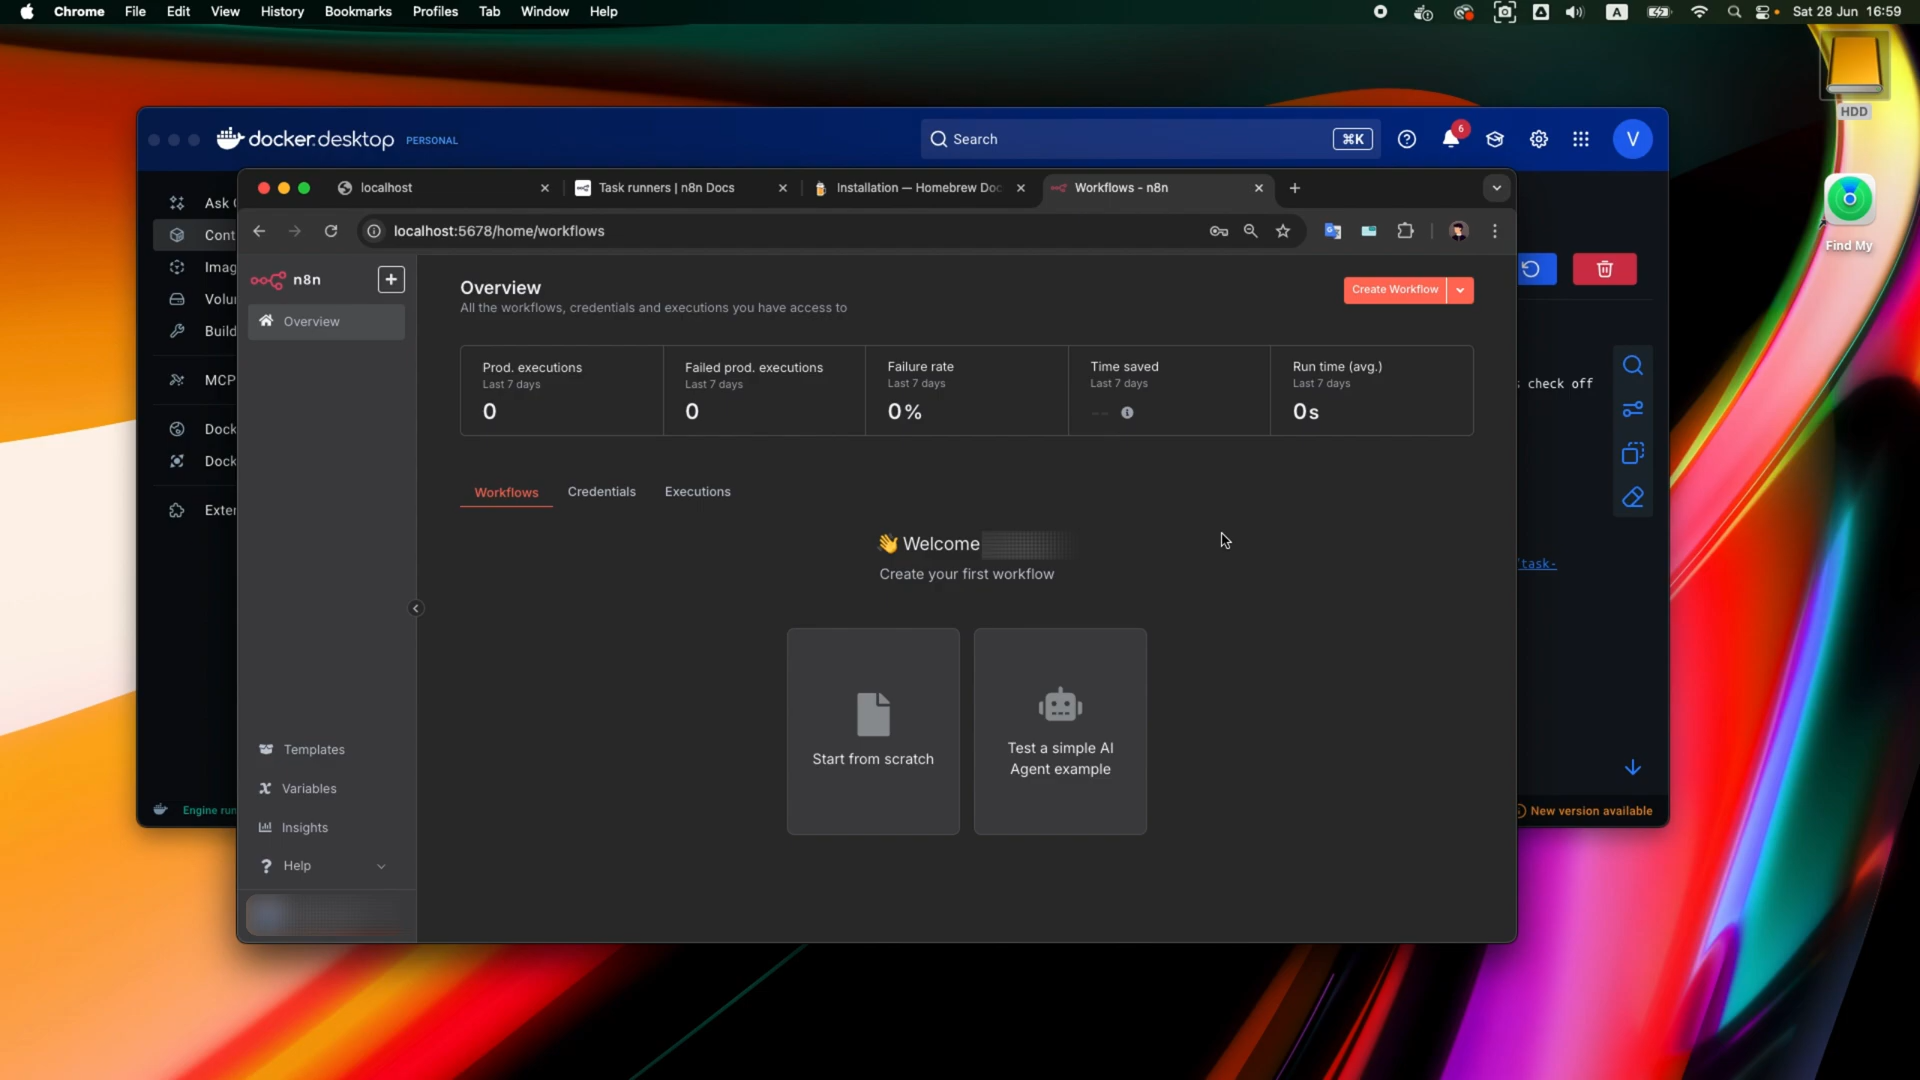 Chrome File Edit View History Bookmarks Profiles Tab Window Help
A
Sat 28 Jun 16:59
HDD
Find My
docker.desktop PERSONAL
Search
⌘K
6
V
Ask
Cont
Imag
Volu
Build
MCP
Dock
Dock
Exter
Engine run
check off
task-
New version available
localhost
Task runners | n8n Docs
Installation — Homebrew Doc
Workflows - n8n
localhost:5678/home/workflows
n8n
Overview
Templates
Variables
Insights
Help
Overview
All the workflows, credentials and executions you have access to
Create Workflow
Prod. executions
Last 7 days
0
Failed prod. executions
Last 7 days
0
Failure rate
Last 7 days
0%
Time saved
Last 7 days
--
Run time (avg.)
Last 7 days
0s
Workflows Credentials Executions
👋 Welcome
Create your first workflow
Start from scratch
Test a simple AI
Agent example